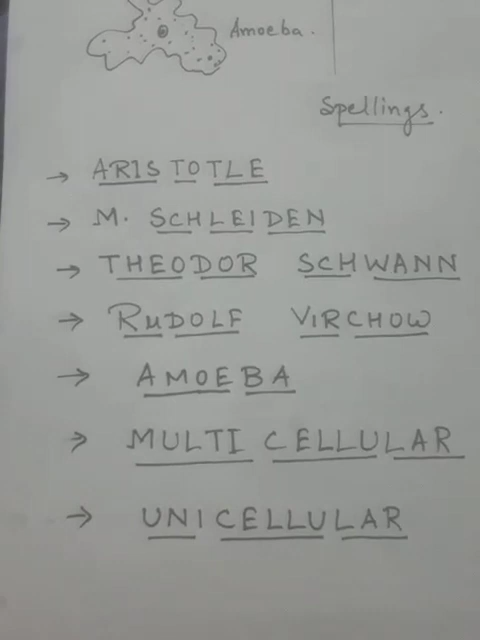 Amoeba.
Spellings.
→ ARISTOTLE
→ M. SCHLEIDEN
→ THEODOR SCHWANN
→ RUDOLF VIRCHOW
→ AMOEBA
→ MULTI CELLULAR
→ UNICELLULAR